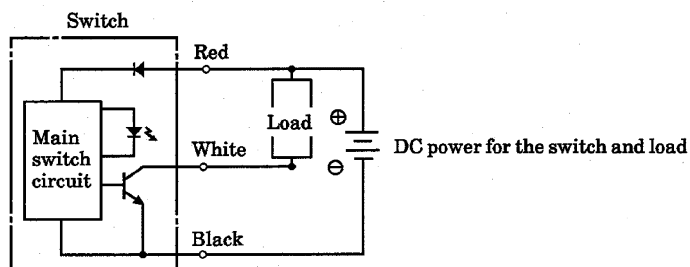 Switch
Red
Main
switch
circuit
Load
⊕
⊖
White
DC power for the switch and load
Black